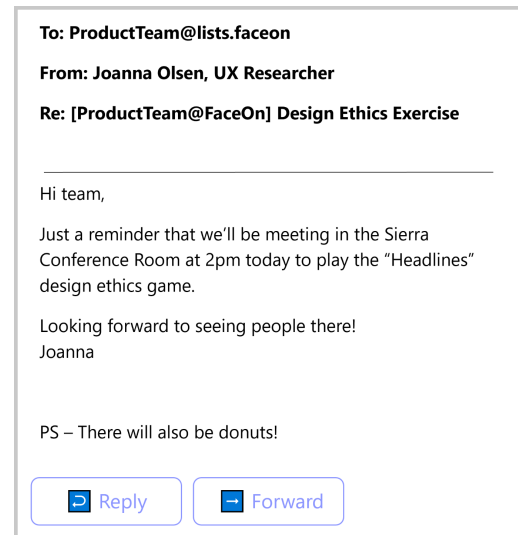 To: ProductTeam@lists.faceon
From: Joanna Olsen, UX Researcher
Re: [ProductTeam@FaceOn] Design Ethics Exercise
Hi team,
Just a reminder that we’ll be meeting in the Sierra
Conference Room at 2pm today to play the “Headlines”
design ethics game.
Looking forward to seeing people there!
Joanna
PS – There will also be donuts!
Reply Forward